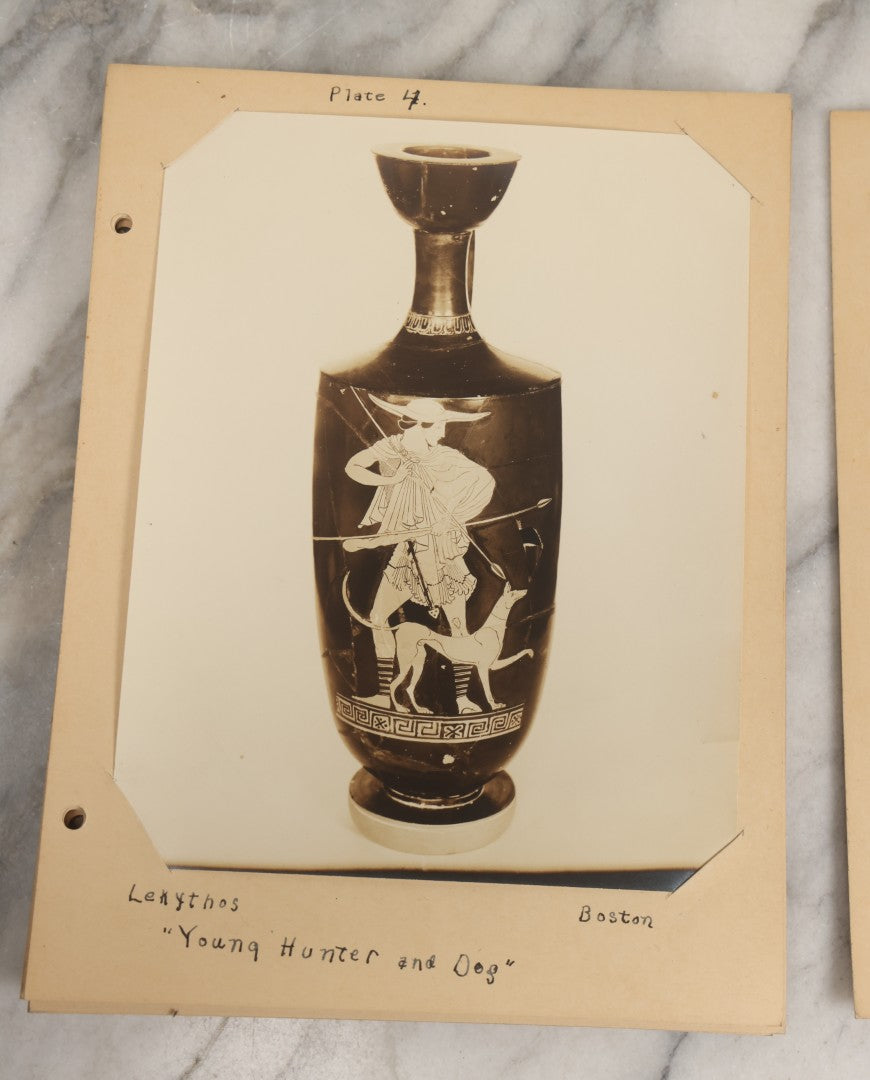 Plate 4.
Lekythos
Boston
"Young Hunter and Dog"